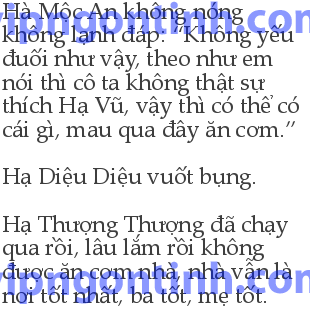 Hà Mộc An không nóng
không lạnh đáp: “Không yêu
đuối như vậy, theo như em
nói thì cô ta không thật sự
thích Hạ Vũ, vậy thì có thể có
cái gì, mau qua đây ăn cơm.”
Hạ Diệu Diệu vuốt bụng.
Hạ Thượng Thượng đã chạy
qua rồi, lâu lắm rồi không
được ăn cơm nhà, nhà vẫn là
nơi tốt nhất, ba tốt, mẹ tốt.